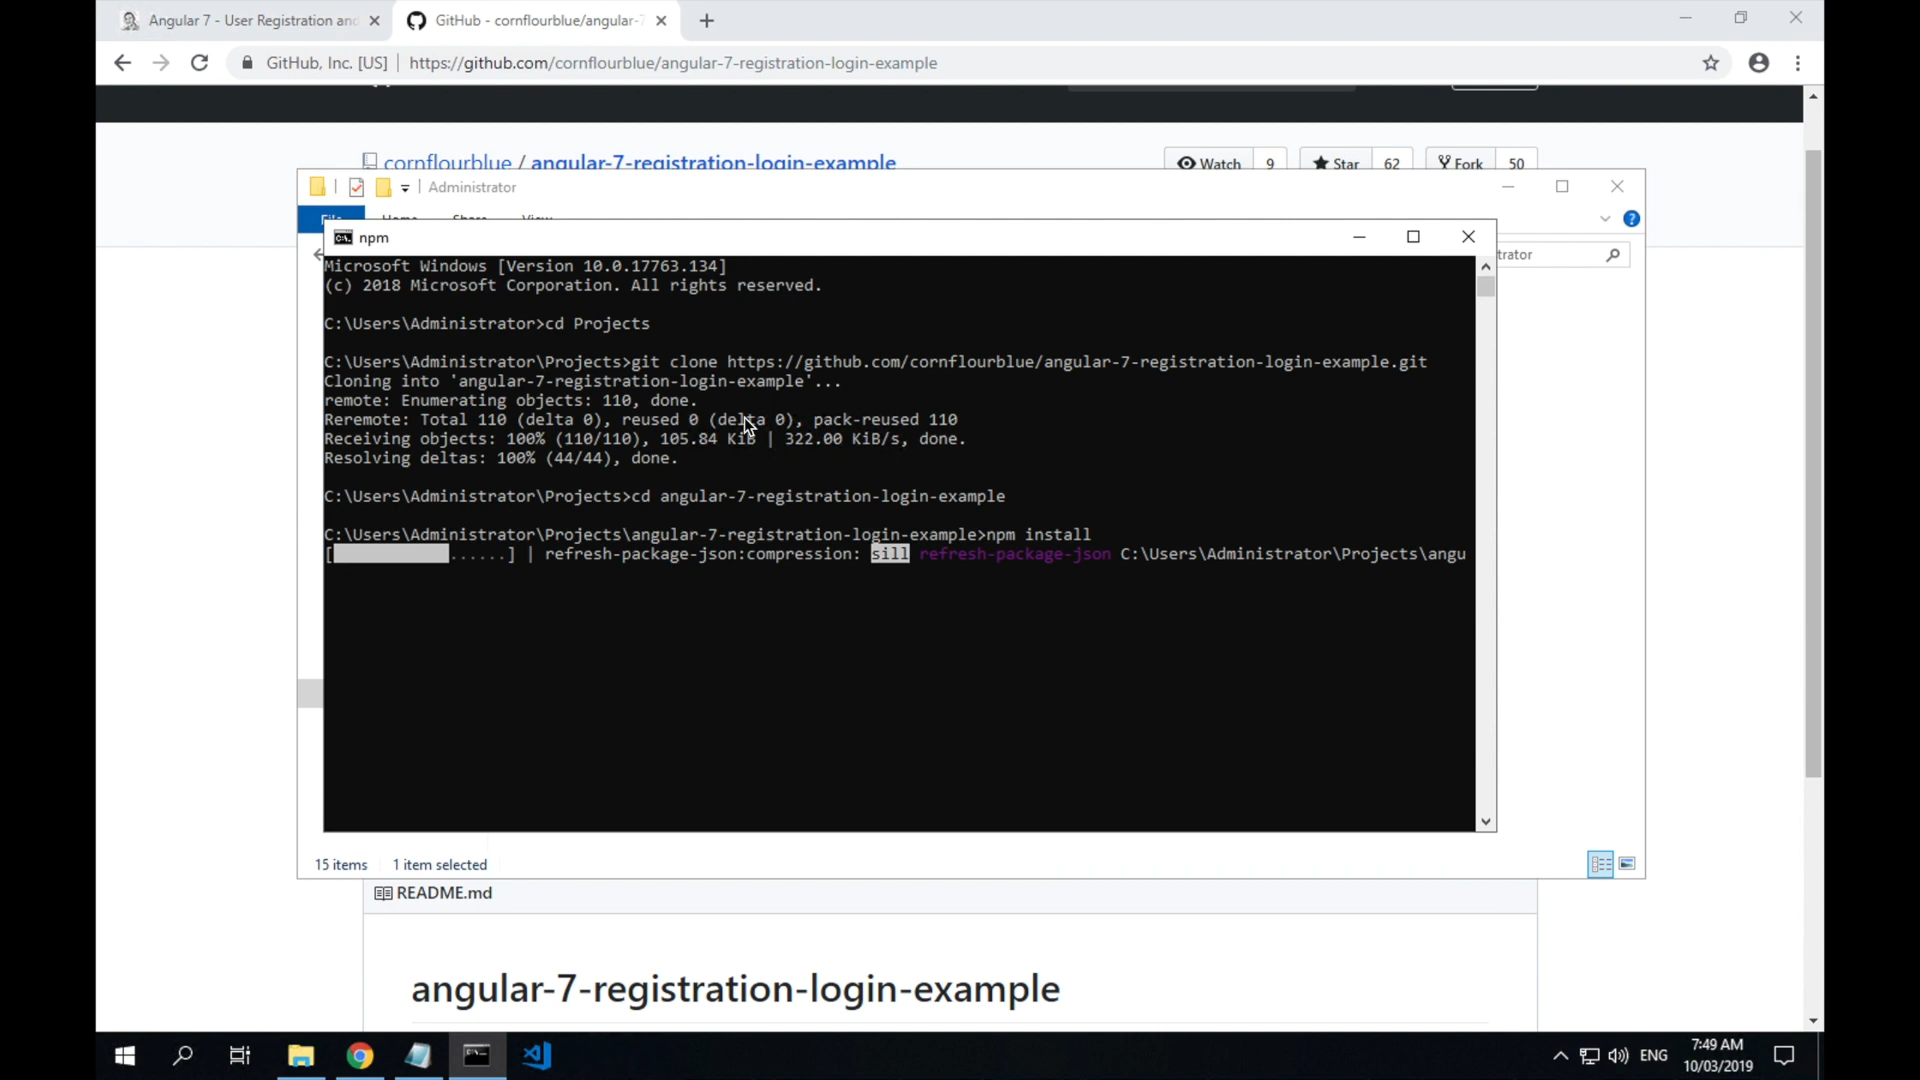 Angular 7 - User Registration and
GitHub - cornflourblue/angular-7
GitHub, Inc. [US] | https://github.com/cornflourblue/angular-7-registration-login-example
cornflourblue / angular-7-registration-login-example
Watch 9 Star 62 Fork 50
Administrator
File Home Share View
npm
trator
Microsoft Windows [Version 10.0.17763.134]
(c) 2018 Microsoft Corporation. All rights reserved.
C:\Users\Administrator>cd Projects
C:\Users\Administrator\Projects>git clone https://github.com/cornflourblue/angular-7-registration-login-example.git
Cloning into 'angular-7-registration-login-example'...
remote: Enumerating objects: 110, done.
Reremote: Total 110 (delta 0), reused 0 (delta 0), pack-reused 110
Receiving objects: 100% (110/110), 105.84 KiB | 322.00 KiB/s, done.
Resolving deltas: 100% (44/44), done.
C:\Users\Administrator\Projects>cd angular-7-registration-login-example
C:\Users\Administrator\Projects\angular-7-registration-login-example>npm install
[          ......] | refresh-package-json:compression: sill refresh-package-json C:\Users\Administrator\Projects\angu
15 items 1 item selected
README.md
angular-7-registration-login-example
ENG
7:49 AM
10/03/2019